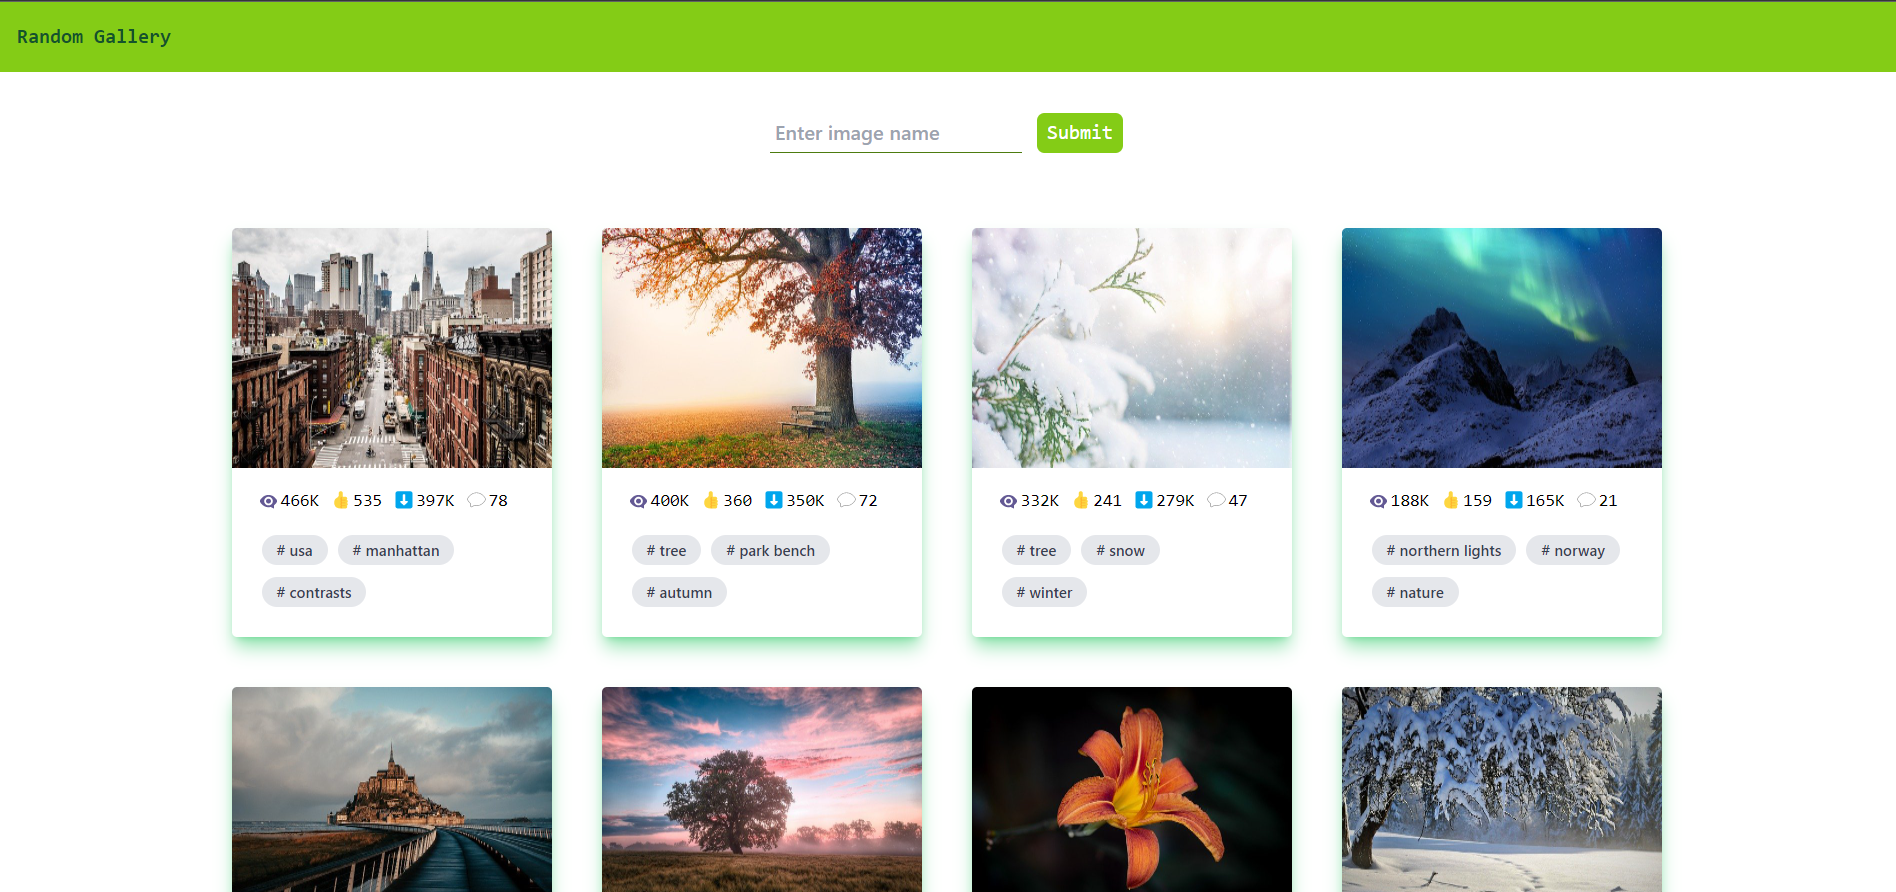 Random Gallery
Enter image name
Submit
466K 535 397K 78
# usa # manhattan
# contrasts
400K 360 350K 72
# tree # park bench
# autumn
332K 241 279K 47
# tree # snow
# winter
188K 159 165K 21
# northern lights # norway
# nature